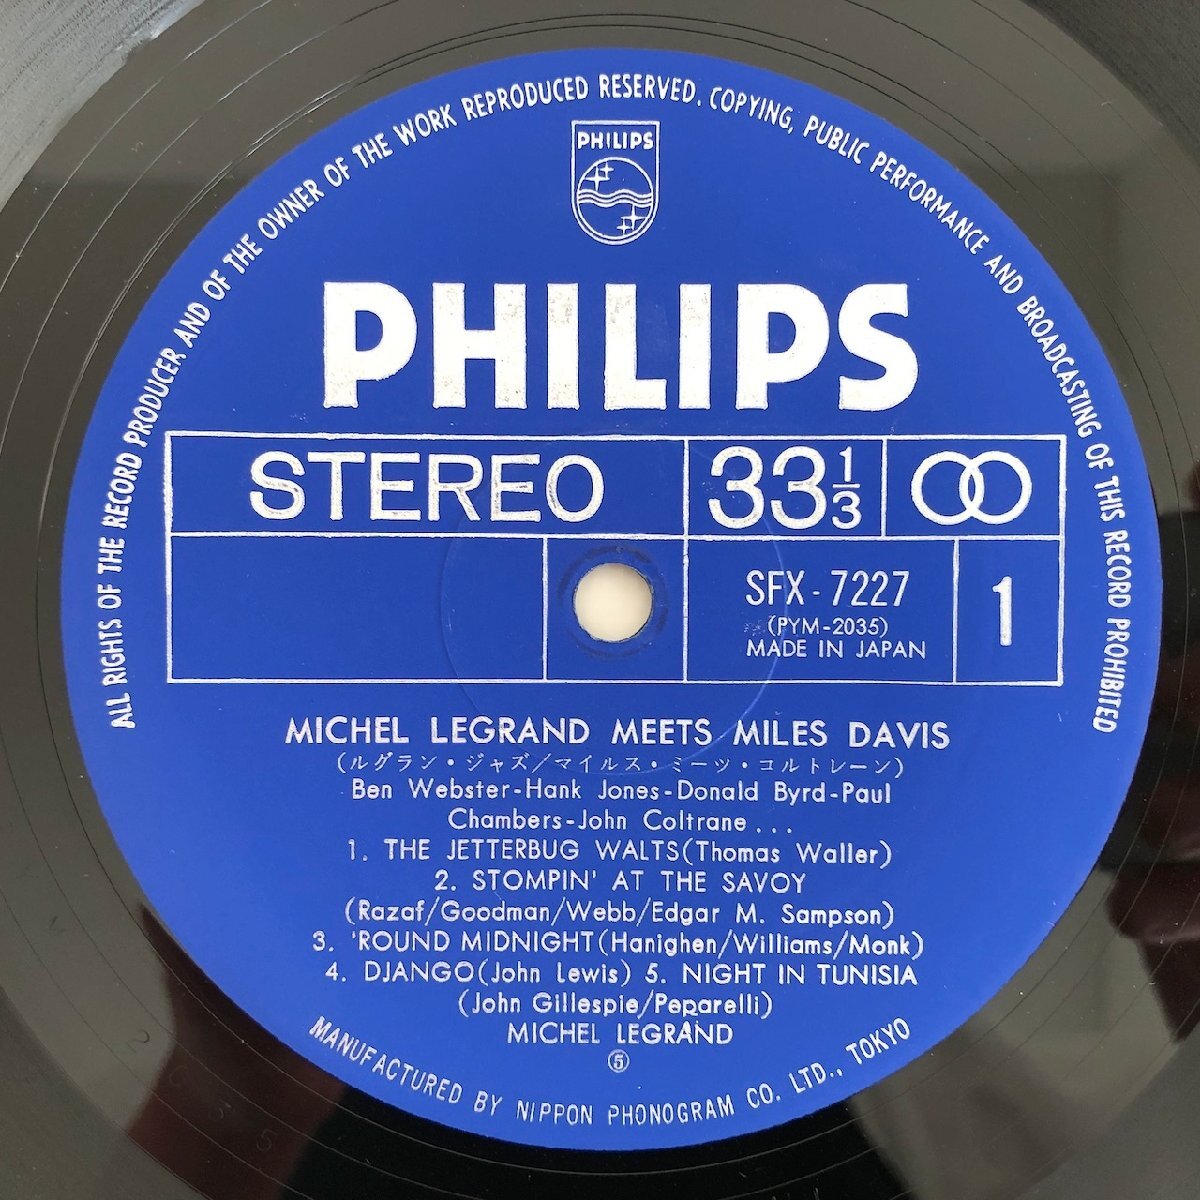 ALL RIGHTS OF THE RECORD PRODUCER AND OF THE OWNER OF THE WORK REPRODUCED RESERVED. COPYING, PUBLIC PERFORMANCE AND BROADCASTING OF THIS RECORD PROHIBITED
PHILIPS
PHILIPS
STEREO 33 1/3
SFX-7227
(PYM-2035)
MADE IN JAPAN
1
MICHEL LEGRAND MEETS MILES DAVIS
(ルグラン・ジャズ/マイルス・ミーツ・コルトレーン)
Ben Webster-Hank Jones-Donald Byrd-Paul
Chambers-John Coltrane...
1. THE JETTERBUG WALTS(Thomas Waller)
2. STOMPIN' AT THE SAVOY
(Razaf/Goodman/Webb/Edgar M. Sampson)
3. 'ROUND MIDNIGHT(Hanighen/Williams/Monk)
4. DJANGO(John Lewis) 5. NIGHT IN TUNISIA
(John Gillespie/Peparelli)
MICHEL LEGRAND
⑤
MANUFACTURED BY NIPPON PHONOGRAM CO. LTD., TOKYO